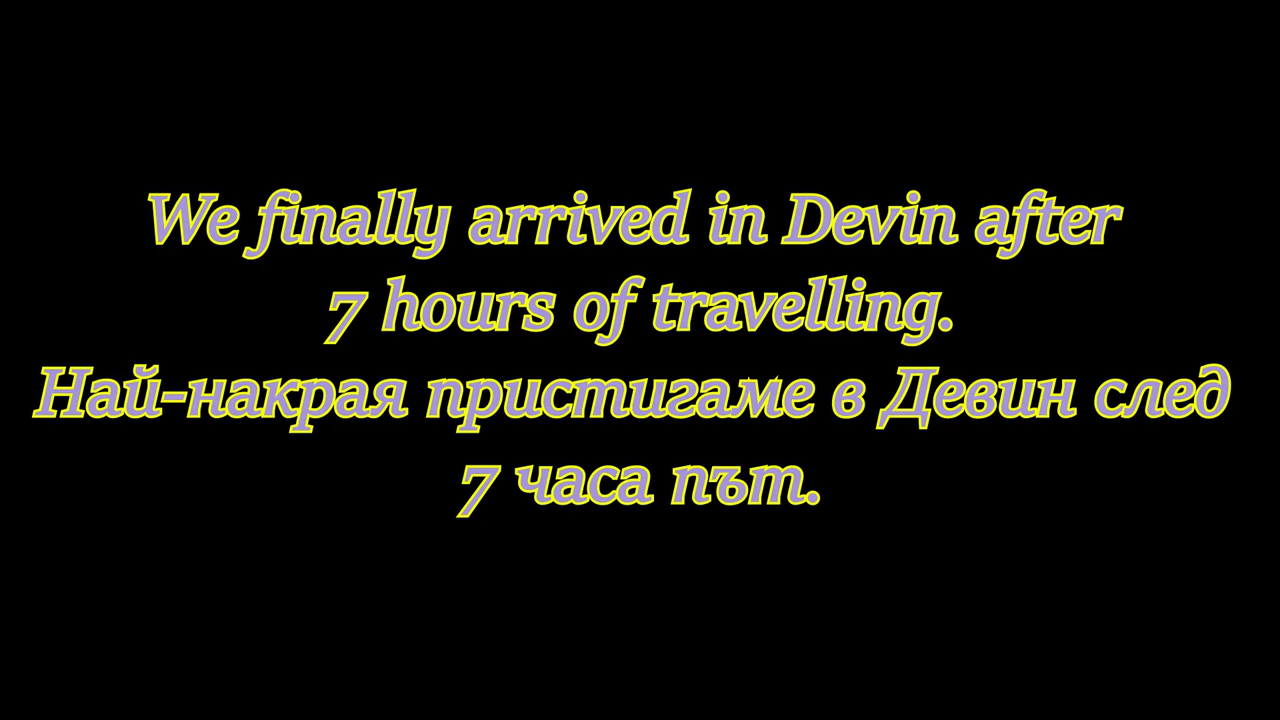 We finally arrived in Devin after
7 hours of travelling.
Най-накрая пристигаме в Девин след
7 часа път.